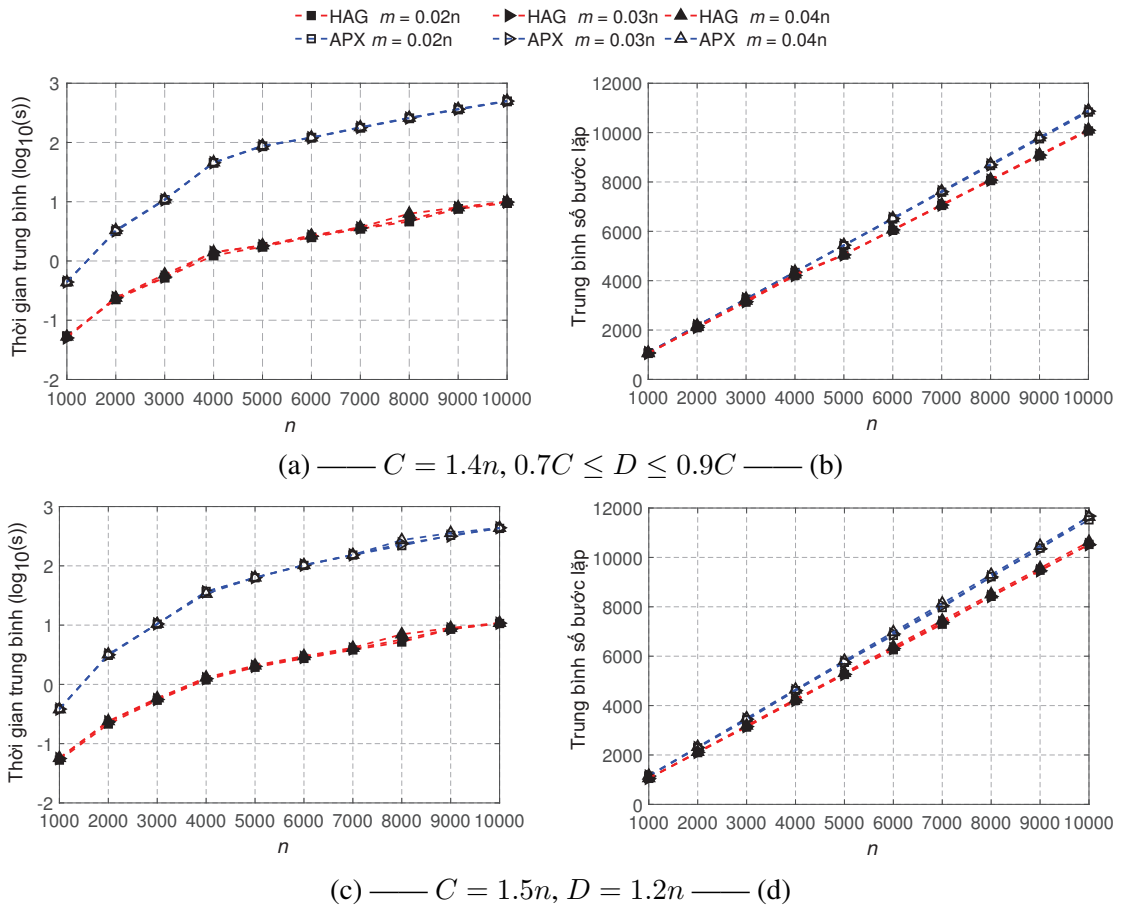 HAG m = 0.02n HAG m = 0.03n HAG m = 0.04n
APX m = 0.02n APX m = 0.03n APX m = 0.04n
Thời gian trung bình (log10(s))
3
2
1
0
-1
-2
1000 2000 3000 4000 5000 6000 7000 8000 9000 10000
n
Trung bình số bước lặp
12000
10000
8000
6000
4000
2000
0
1000 2000 3000 4000 5000 6000 7000 8000 9000 10000
n
(a) —— C = 1.4n, 0.7C ≤ D ≤ 0.9C —— (b)
Thời gian trung bình (log10(s))
3
2
1
0
-1
-2
1000 2000 3000 4000 5000 6000 7000 8000 9000 10000
n
Trung bình số bước lặp
12000
10000
8000
6000
4000
2000
0
1000 2000 3000 4000 5000 6000 7000 8000 9000 10000
n
(c) —— C = 1.5n, D = 1.2n —— (d)